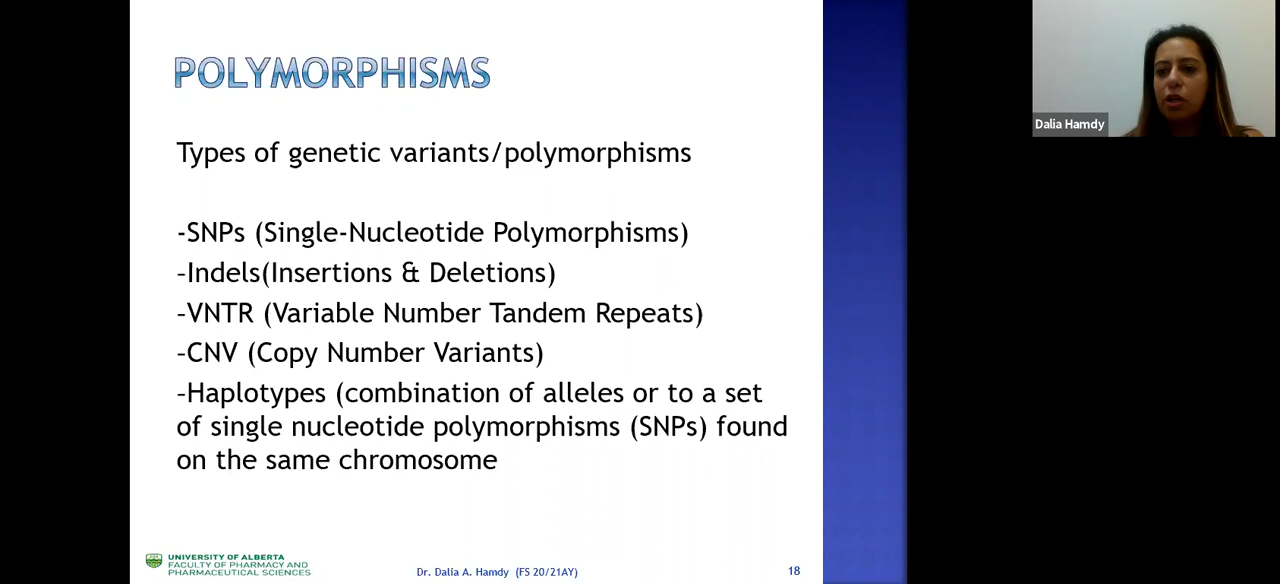 POLYMORPHISMS
Dalia Hamdy
Types of genetic variants/polymorphisms
-SNPs (Single-Nucleotide Polymorphisms)
-Indels(Insertions & Deletions)
-VNTR (Variable Number Tandem Repeats)
-CNV (Copy Number Variants)
-Haplotypes (combination of alleles or to a set
of single nucleotide polymorphisms (SNPs) found
on the same chromosome
UNIVERSITY OF ALBERTA
FACULTY OF PHARMACY AND
PHARMACEUTICAL SCIENCES
Dr. Dalia A. Hamdy (FS 20/21AY)
18